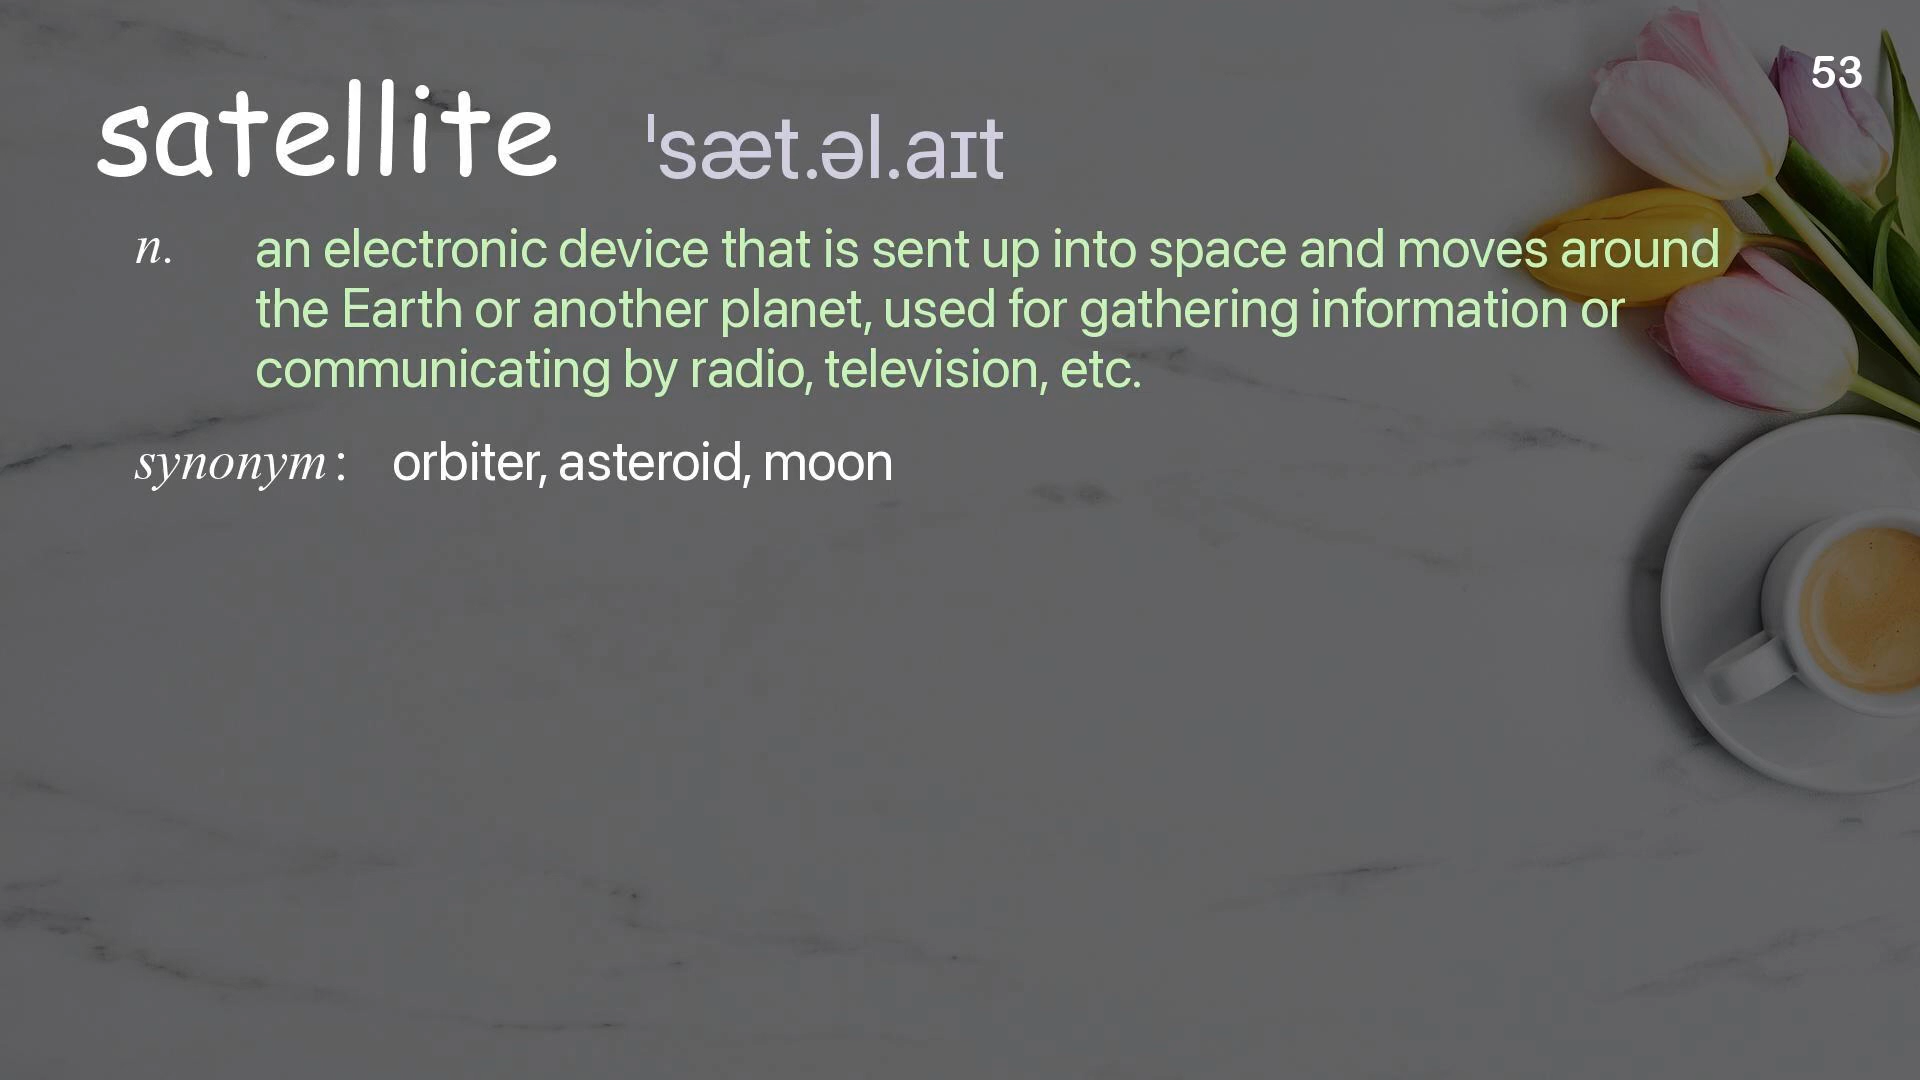 53
satellite ˈsæt.əl.aɪt
n. an electronic device that is sent up into space and moves around
the Earth or another planet, used for gathering information or
communicating by radio, television, etc.
synonym : orbiter, asteroid, moon